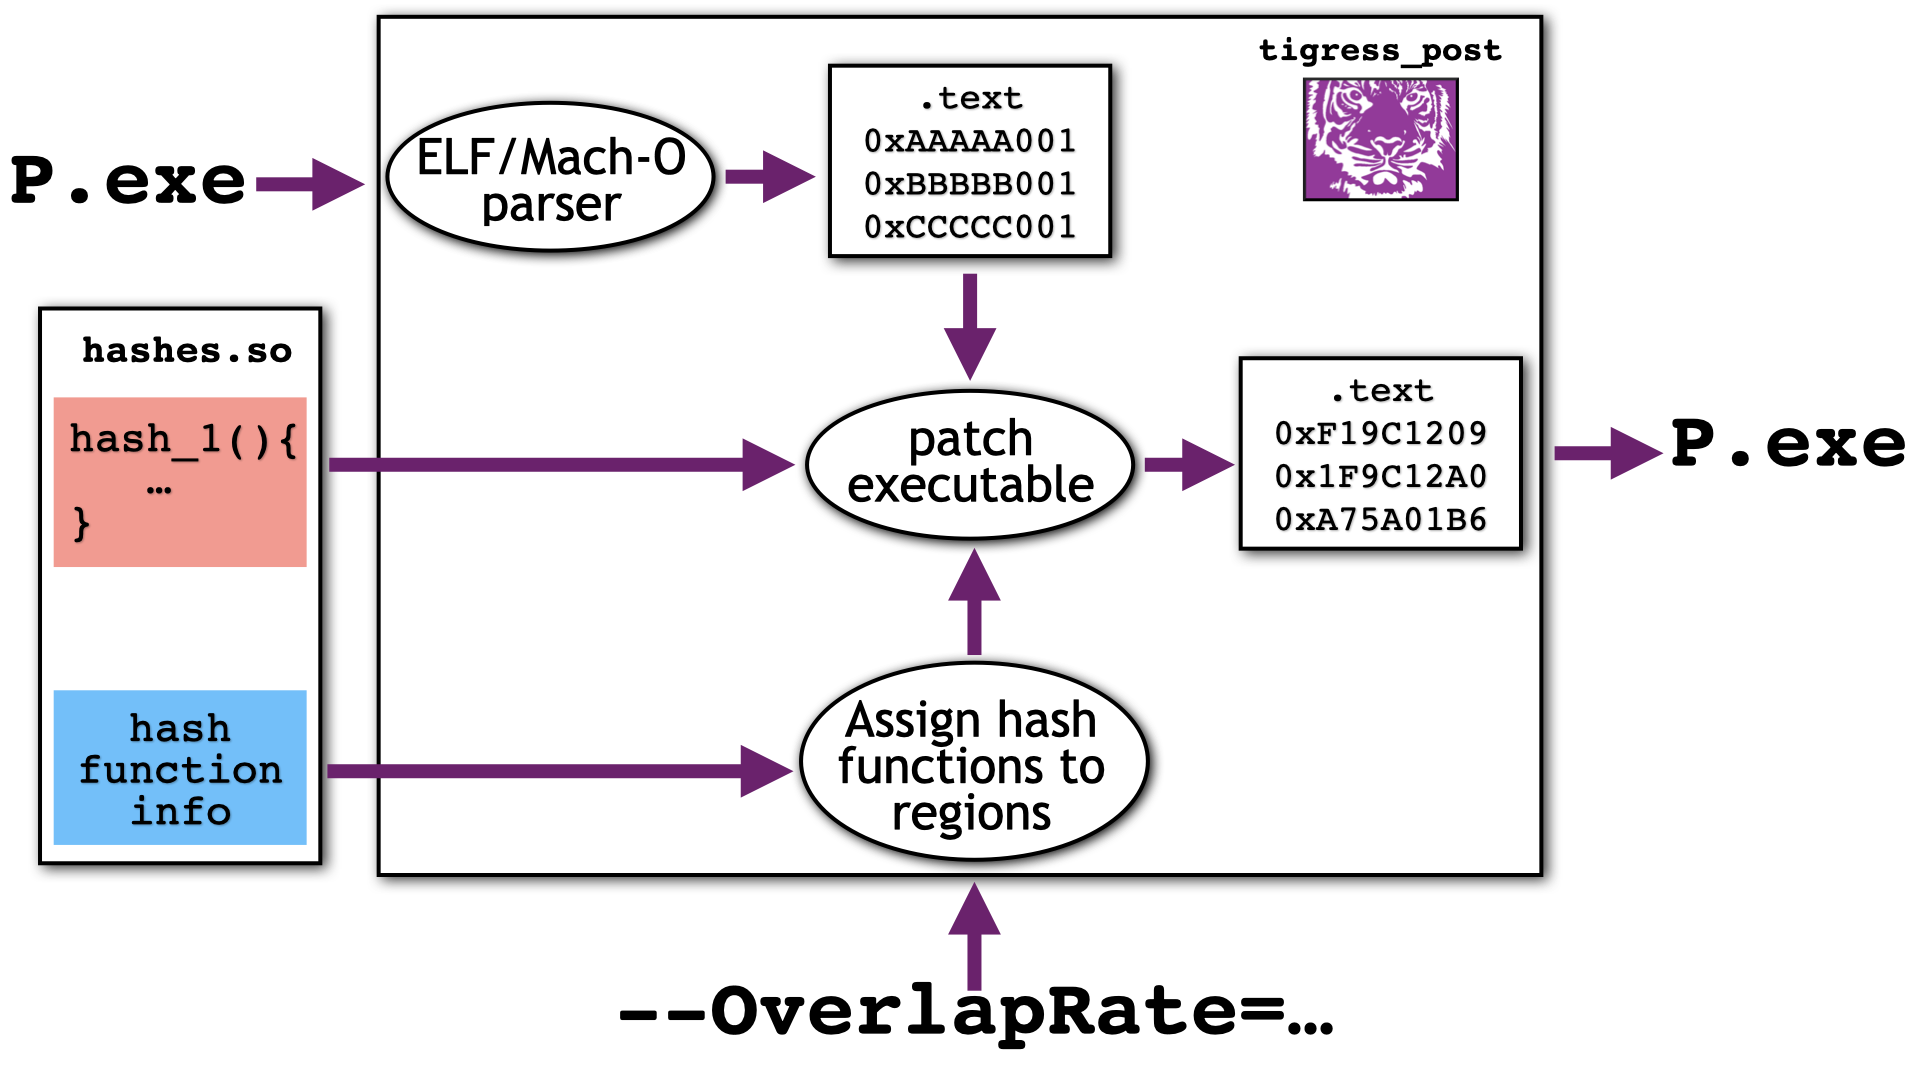 tigress_post
P.exe
ELF/Mach-O
parser
.text
0xAAAAA001
0xBBBBB001
0xCCCCC001
hashes.so
hash_1(){
…
}
hash
function
info
patch
executable
.text
0xF19C1209
0x1F9C12A0
0xA75A01B6
P.exe
Assign hash
functions to
regions
--OverlapRate=…